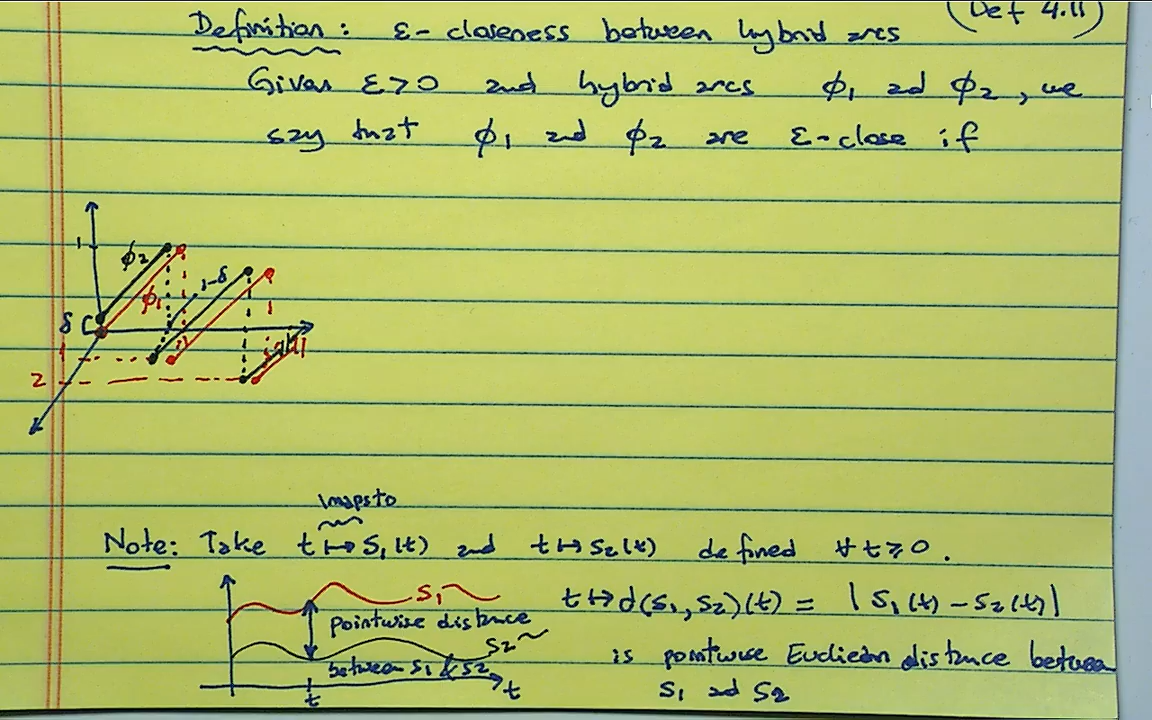 (Def 4.11)
Definition: ε-closeness between hybrid arcs
Given ε>0 and hybrid arcs ϕ₁ and ϕ₂, we
say that ϕ₁ and ϕ₂ are ε-close if
1
ϕ₂
1-δ
ϕ₁
δ
1
2
\mapsto
Note: Take t↦S₁(t) and t↦S₂(t) defined ∀t≥0.
S₁
t↦d(S₁,S₂)(t) = |S₁(t)-S₂(t)|
pointwise distance
S₂
between S₁ & S₂
is pointwise Euclidean distance between
t
t
S₁ and S₂